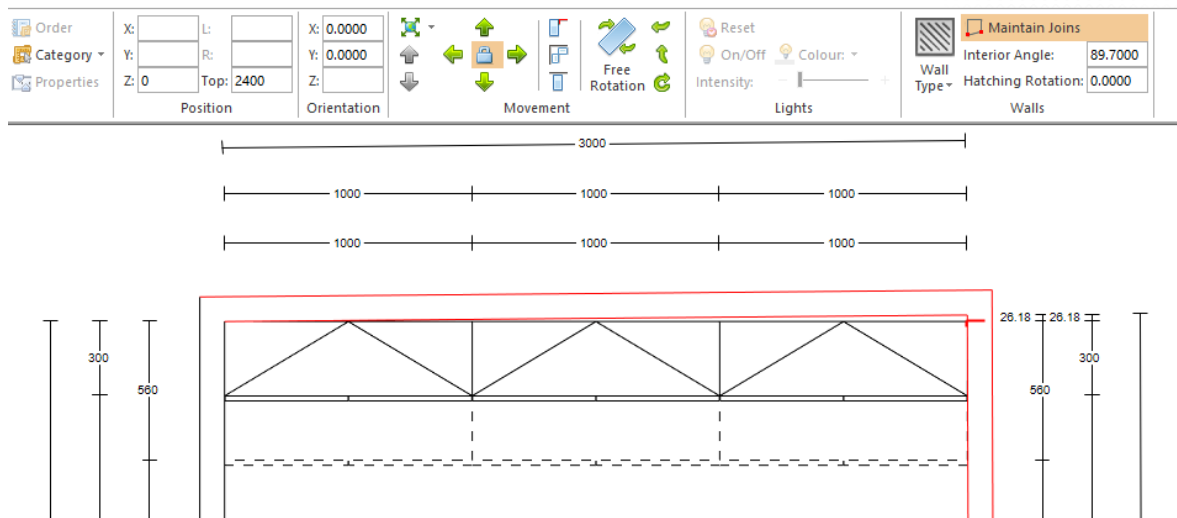 Order
Category
Properties
X: L:
Y: R:
Z: 0 Top: 2400
Position
X: 0.0000
Y: 0.0000
Z:
Orientation
Free
Rotation
Movement
Reset
On/Off Colour:
Intensity: - +
Lights
Wall
Type
Maintain Joins
Interior Angle: 89.7000
Hatching Rotation: 0.0000
Walls
3000
1000 1000 1000
1000 1000 1000
26.18 26.18
300 300
560 560